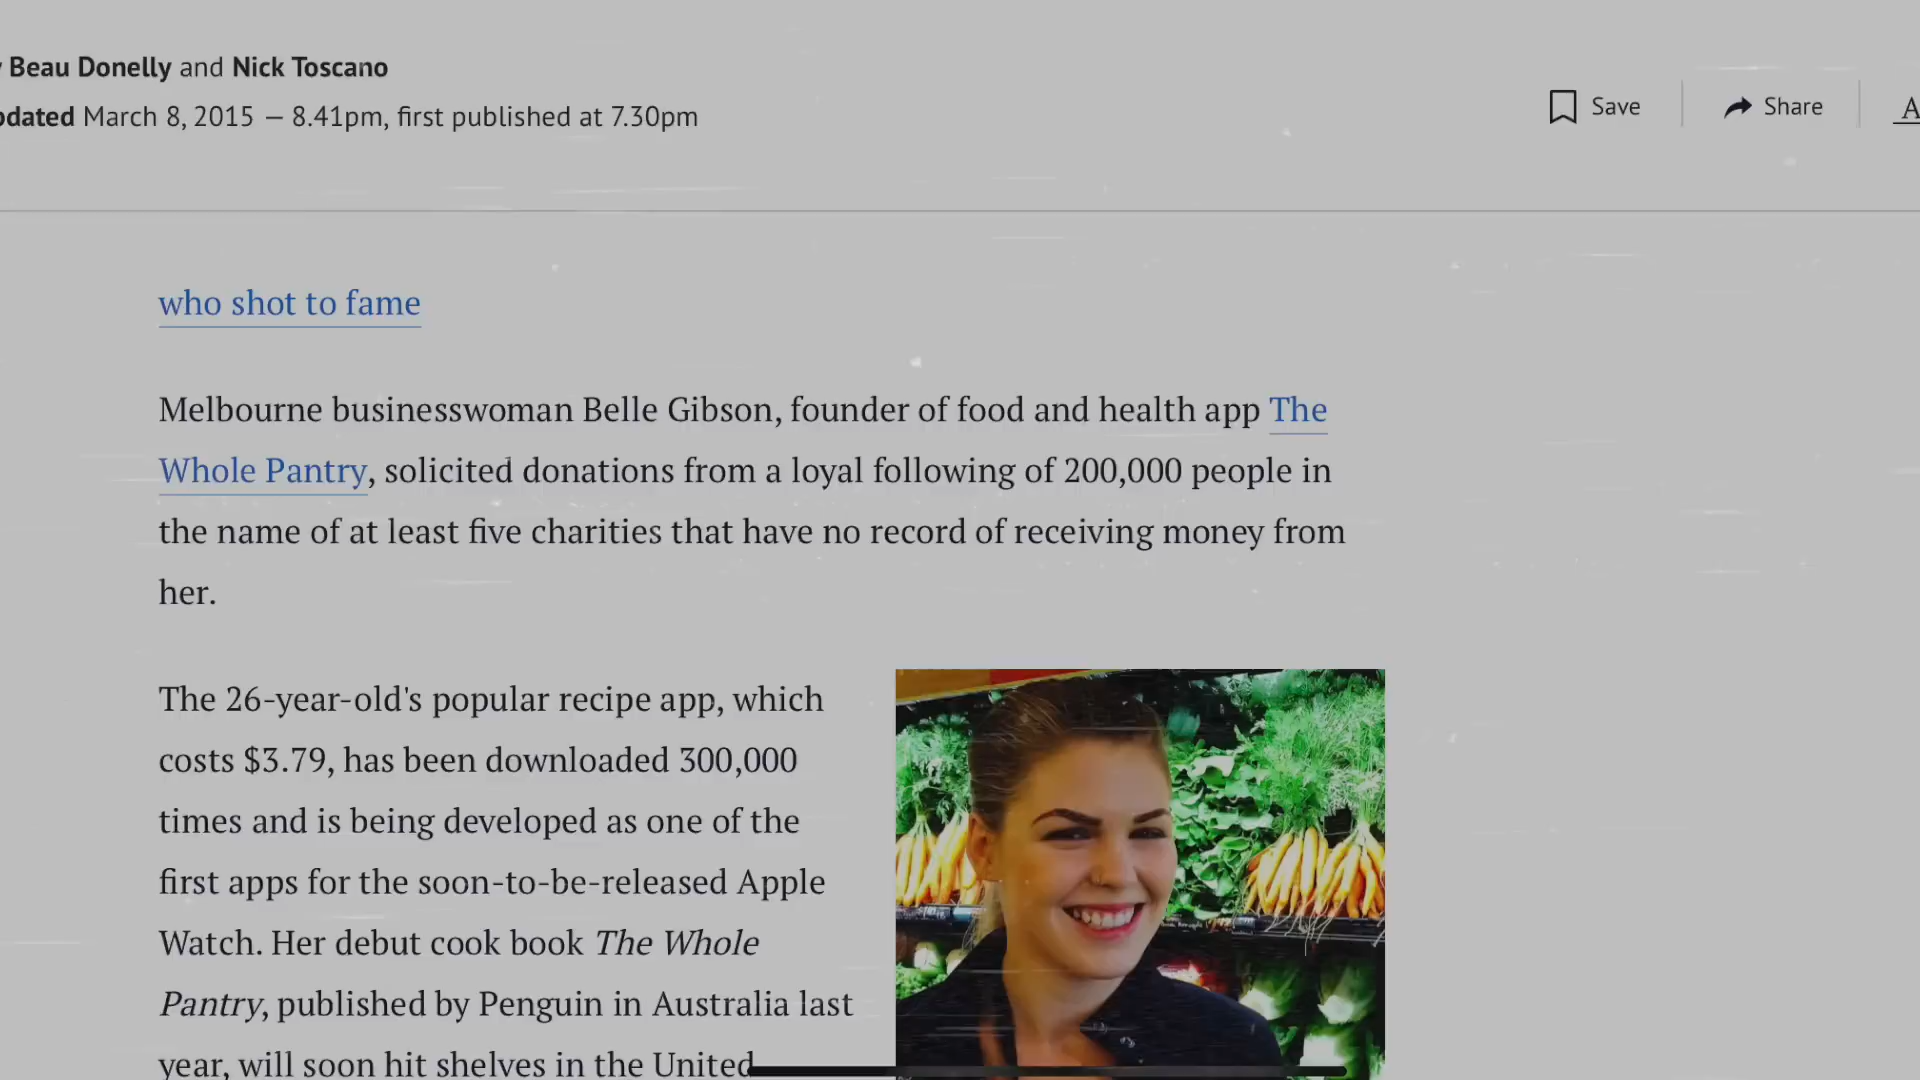 Beau Donelly and Nick Toscano
pdated March 8, 2015 — 8.41pm, first published at 7.30pm
Save
Share
A
who shot to fame
Melbourne businesswoman Belle Gibson, founder of food and health app The
Whole Pantry, solicited donations from a loyal following of 200,000 people in
the name of at least five charities that have no record of receiving money from
her.
The 26-year-old's popular recipe app, which
costs $3.79, has been downloaded 300,000
times and is being developed as one of the
first apps for the soon-to-be-released Apple
Watch. Her debut cook book The Whole
Pantry, published by Penguin in Australia last
year, will soon hit shelves in the United